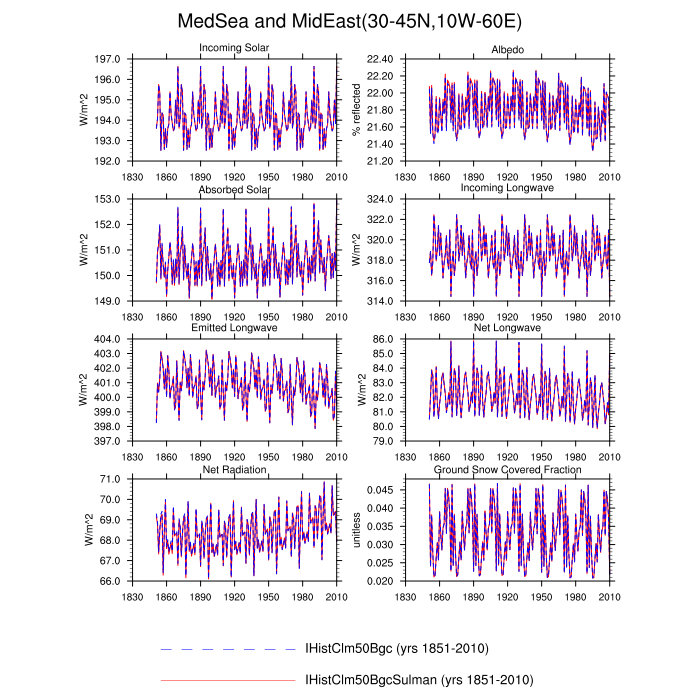 MedSea and MidEast(30-45N,10W-60E)
Incoming Solar
W/m^2
197.0
196.0
195.0
194.0
193.0
192.0
1830 1860 1890 1920 1950 1980 2010
Albedo
% reflected
22.40
22.20
22.00
21.80
21.60
21.40
21.20
1830 1860 1890 1920 1950 1980 2010
Absorbed Solar
W/m^2
153.0
152.0
151.0
150.0
149.0
1830 1860 1890 1920 1950 1980 2010
Incoming Longwave
W/m^2
324.0
322.0
320.0
318.0
316.0
314.0
1830 1860 1890 1920 1950 1980 2010
Emitted Longwave
W/m^2
404.0
403.0
402.0
401.0
400.0
399.0
398.0
397.0
1830 1860 1890 1920 1950 1980 2010
Net Longwave
W/m^2
86.0
85.0
84.0
83.0
82.0
81.0
80.0
79.0
1830 1860 1890 1920 1950 1980 2010
Net Radiation
W/m^2
71.0
70.0
69.0
68.0
67.0
66.0
1830 1860 1890 1920 1950 1980 2010
Ground Snow Covered Fraction
unitless
0.045
0.040
0.035
0.030
0.025
0.020
1830 1860 1890 1920 1950 1980 2010
IHistClm50Bgc (yrs 1851-2010)
IHistClm50BgcSulman (yrs 1851-2010)